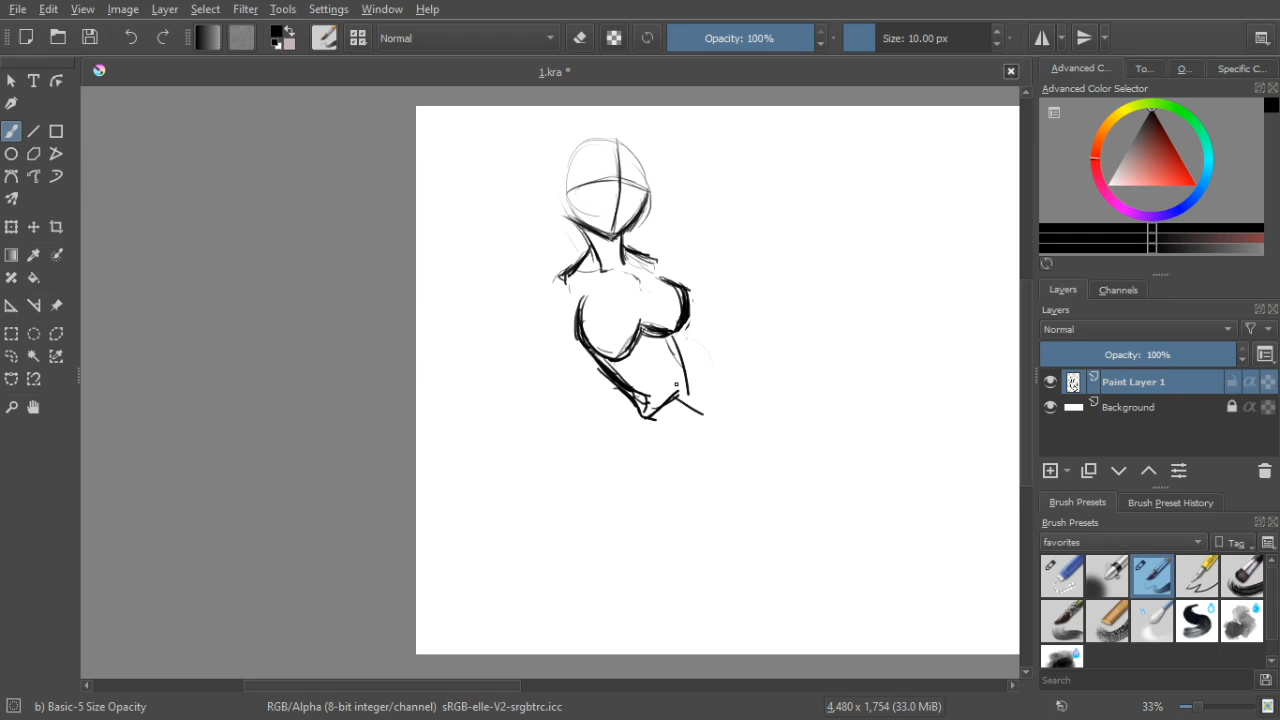 File Edit View Image Layer Select Filter Tools Settings Window Help
Normal Opacity: 100% Size: 10.00 px
1.kra *
Advanced C... To... O... Specific C...
Advanced Color Selector
Layers Channels
Layers
Normal
Opacity: 100%
Paint Layer 1
Background
Brush Presets Brush Preset History
Brush Presets
favorites Tag
Search
b) Basic-5 Size Opacity RGB/Alpha (8-bit integer/channel) sRGB-elle-V2-srgbtrc.icc 4,480 x 1,754 (33.0 MiB) 33%